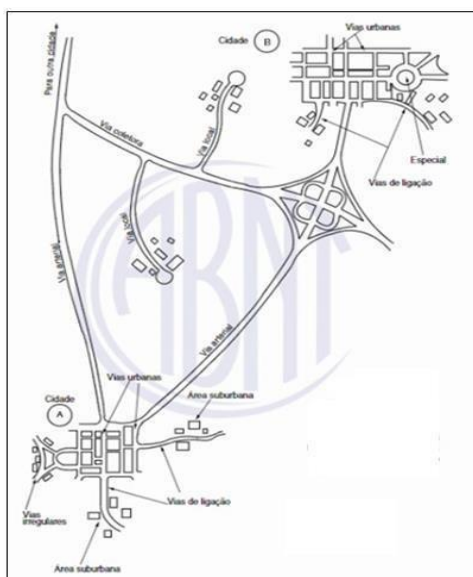 Vias urbanas
Cidade
B
Para outra cidade
Via coletora
Via local
Especial
Vias de ligação
Via local
Via arterial
ABNT
Via arterial
Vias urbanas
Cidade
A
Área suburbana
Vias de ligação
Vias
irregulares
Área suburbana